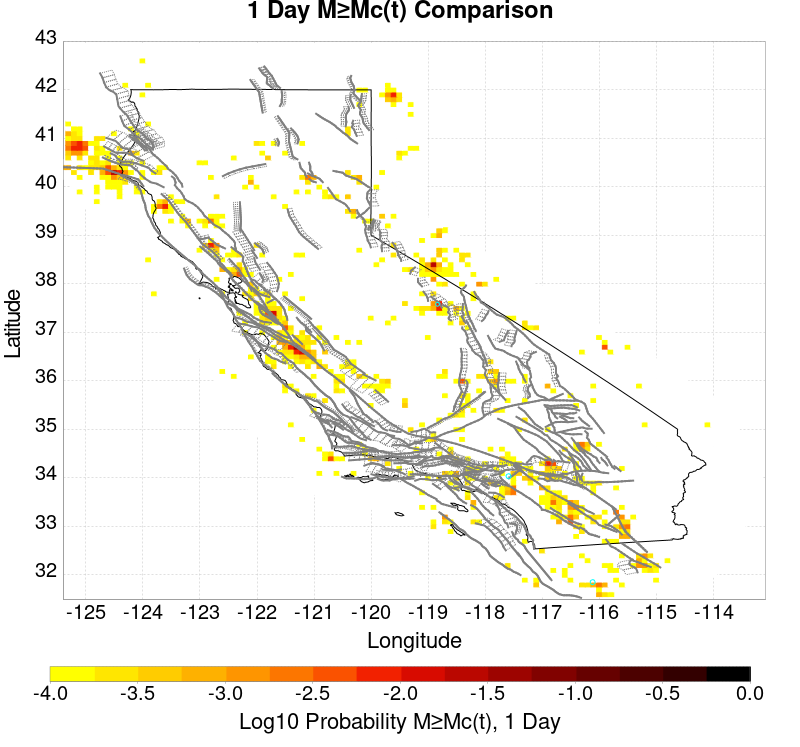 1 Day M≥Mc(t) Comparison
43
42
41
40
39
38
37
36
35
34
33
32
Latitude
-125 -124 -123 -122 -121 -120 -119 -118 -117 -116 -115 -114
Longitude
-4.0 -3.5 -3.0 -2.5 -2.0 -1.5 -1.0 -0.5 0.0
Log10 Probability M≥Mc(t), 1 Day